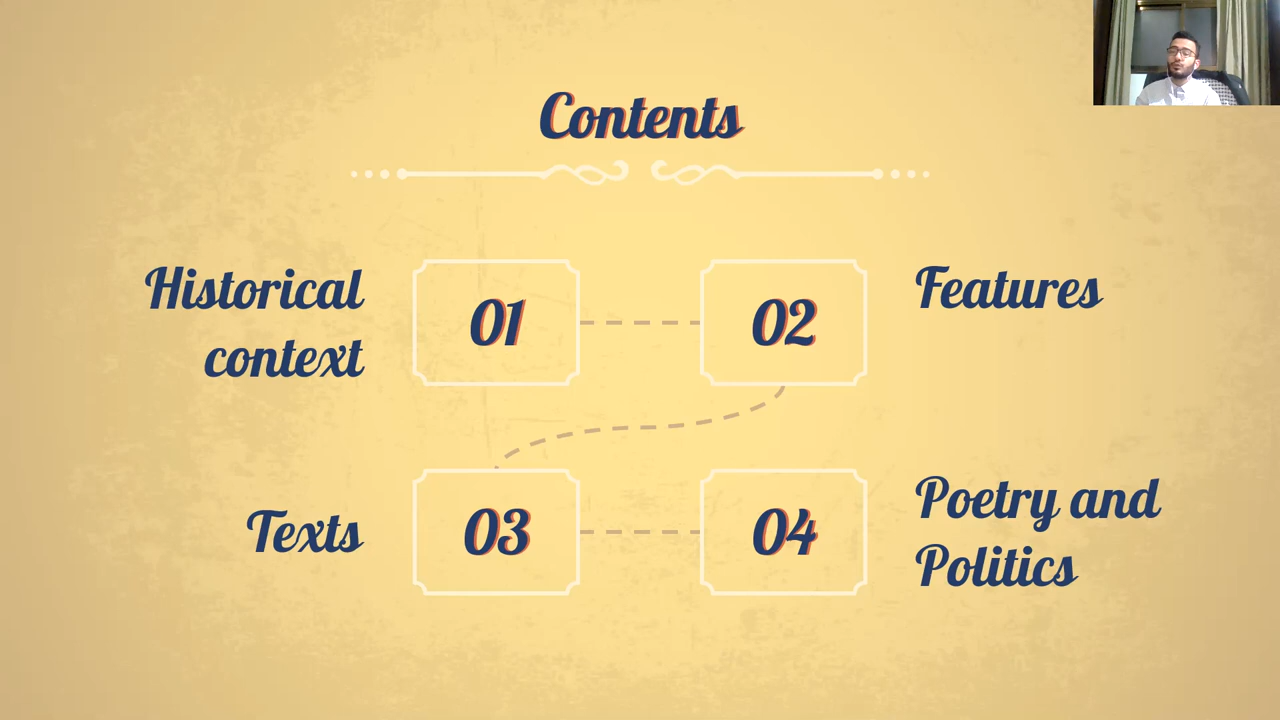 Contents
Historical
context
01
02
Features
Texts
03
04
Poetry and
Politics